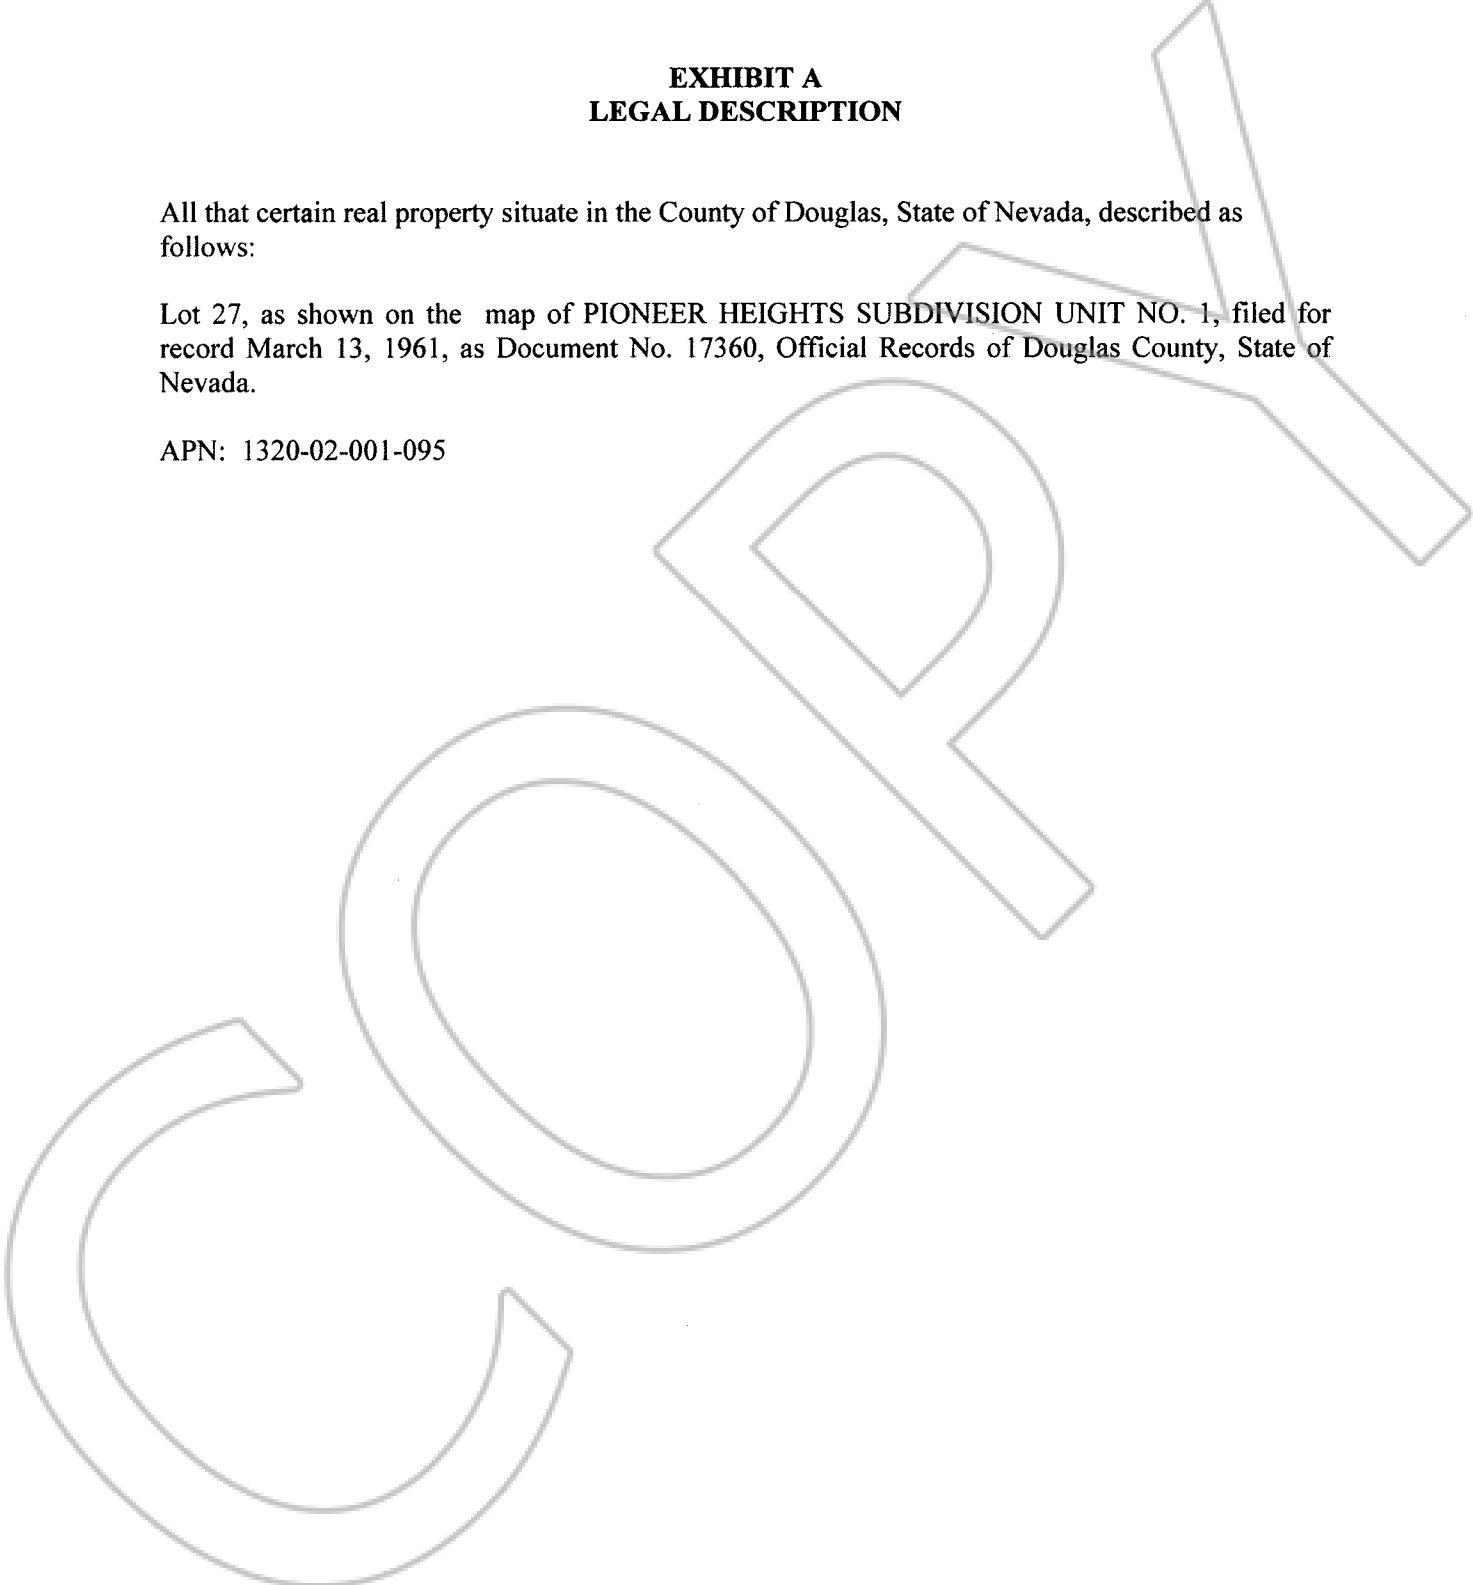 EXHIBIT A
LEGAL DESCRIPTION
All that certain real property situate in the County of Douglas, State of Nevada, described as
follows:
Lot 27, as shown on the map of PIONEER HEIGHTS SUBDIVISION UNIT NO. 1, filed for
record March 13, 1961, as Document No. 17360, Official Records of Douglas County, State of
Nevada.
APN: 1320-02-001-095
COPY